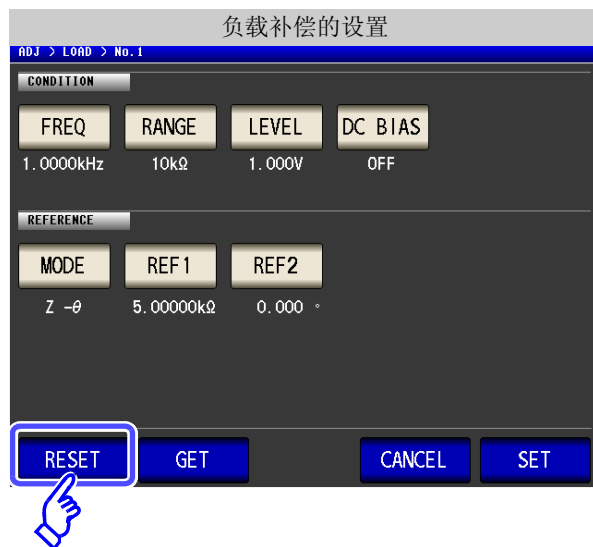 负载补偿的设置
ADJ > LOAD > No.1
CONDITION
FREQ RANGE LEVEL DC BIAS
1.0000kHz 10kΩ 1.000V OFF
REFERENCE
MODE REF1 REF2
Z -θ 5.00000kΩ 0.000 °
RESET GET CANCEL SET